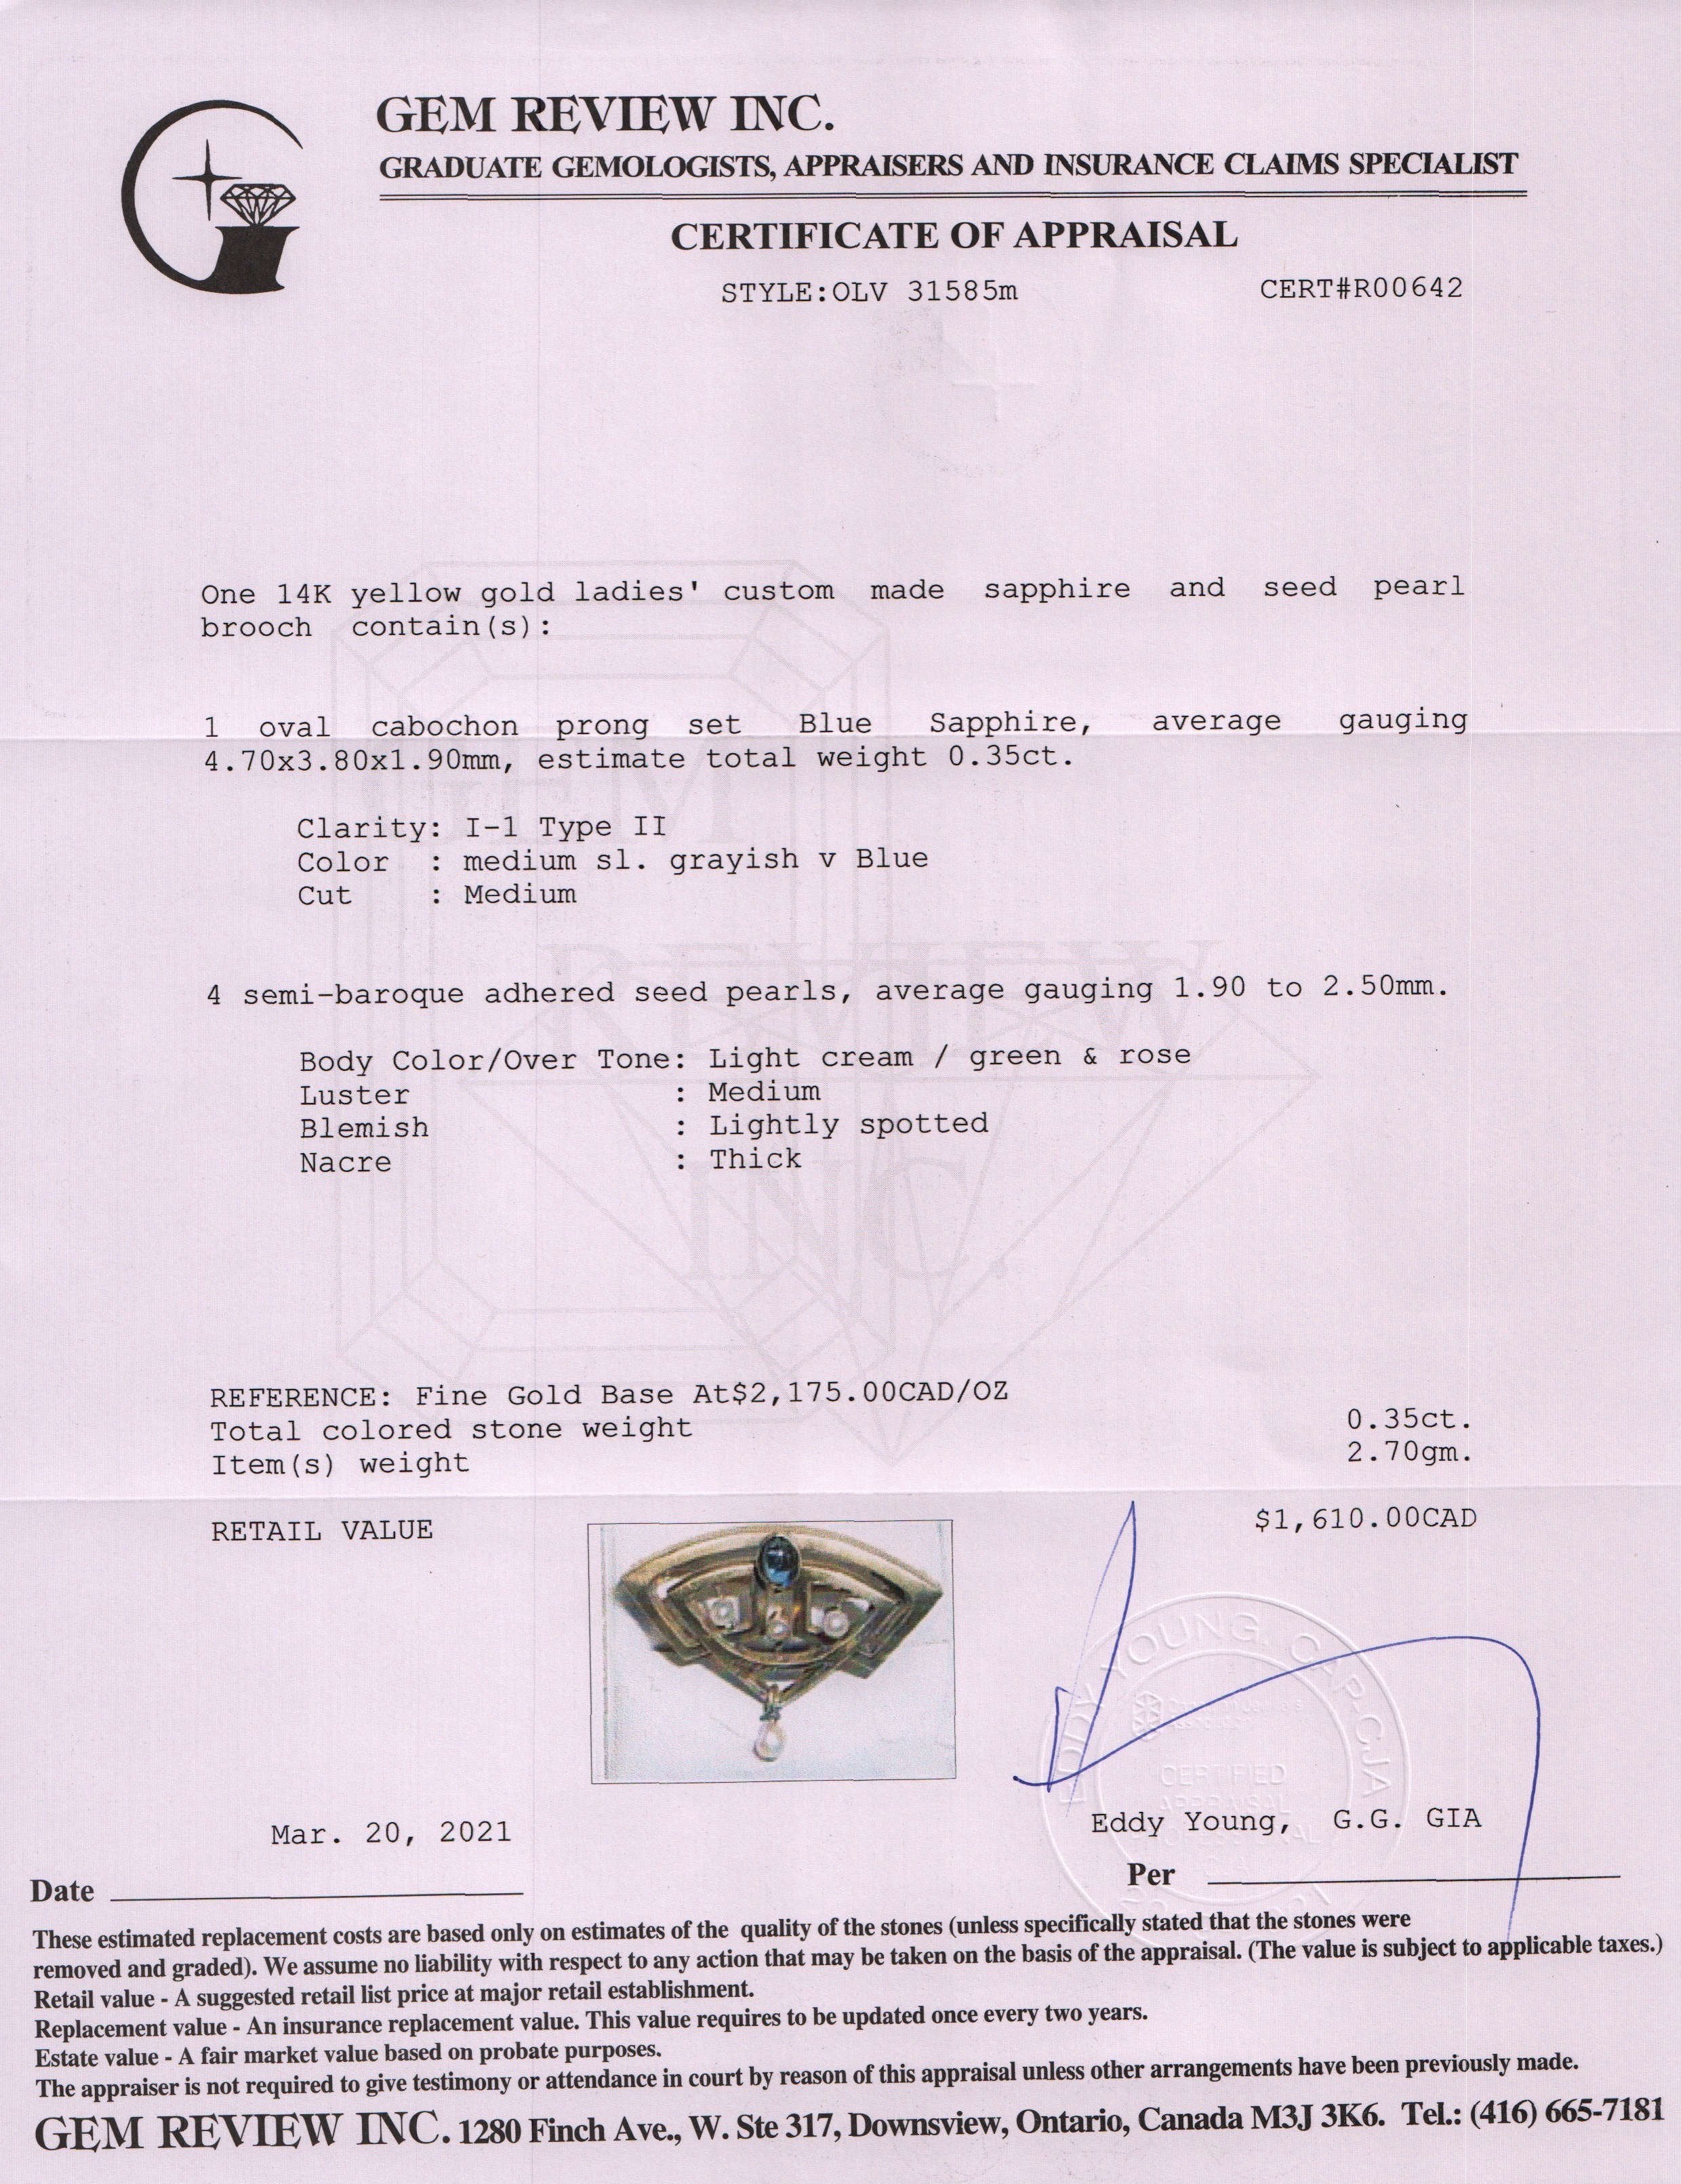 GEM REVIEW INC.
GRADUATE GEMOLOGISTS, APPRAISERS AND INSURANCE CLAIMS SPECIALIST
CERTIFICATE OF APPRAISAL
STYLE:OLV 31585m CERT#R00642
One 14K yellow gold ladies' custom made sapphire and seed pearl
brooch contain(s):
1 oval cabochon prong set Blue Sapphire, average gauging
4.70x3.80x1.90mm, estimate total weight 0.35ct.
Clarity: I-1 Type II
Color : medium sl. grayish v Blue
Cut : Medium
GEM
REVIEW
INC.
4 semi-baroque adhered seed pearls, average gauging 1.90 to 2.50mm.
Body Color/Over Tone: Light cream / green & rose
Luster : Medium
Blemish : Lightly spotted
Nacre : Thick
REFERENCE: Fine Gold Base At$2,175.00CAD/OZ
Total colored stone weight 0.35ct.
Item(s) weight 2.70gm.
RETAIL VALUE $1,610.00CAD
EDDY YOUNG, CAP.CJA
CERTIFIED
APPRAISAL
Mar. 20, 2021
Eddy Young, G.G. GIA
Date
Per
These estimated replacement costs are based only on estimates of the quality of the stones (unless specifically stated that the stones were
removed and graded). We assume no liability with respect to any action that may be taken on the basis of the appraisal. (The value is subject to applicable taxes.)
Retail value - A suggested retail list price at major retail establishment.
Replacement value - An insurance replacement value. This value requires to be updated once every two years.
Estate value - A fair market value based on probate purposes.
The appraiser is not required to give testimony or attendance in court by reason of this appraisal unless other arrangements have been previously made.
GEM REVIEW INC. 1280 Finch Ave., W. Ste 317, Downsview, Ontario, Canada M3J 3K6. Tel.: (416) 665-7181